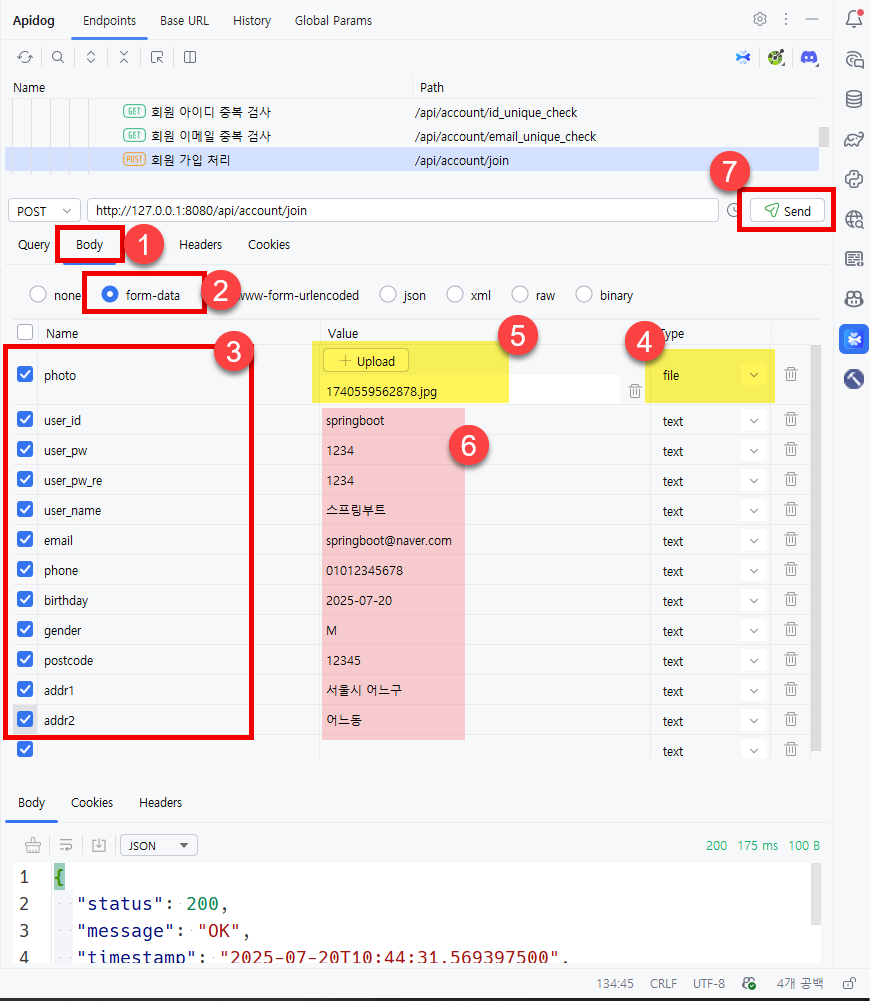 Apidog Endpoints Base URL History Global Params
Name Path
GET 회원 아이디 중복 검사 /api/account/id_unique_check
GET 회원 이메일 중복 검사 /api/account/email_unique_check
POST 회원 가입 처리 /api/account/join
7
POST http://127.0.0.1:8080/api/account/join Send
Query Body 1 Headers Cookies
none form-data 2 www-form-urlencoded json xml raw binary
Name Value Type
3 5 4
photo Upload file
1740559562878.jpg
user_id springboot text
6
user_pw 1234 text
user_pw_re 1234 text
user_name 스프링부트 text
email springboot@naver.com text
phone 01012345678 text
birthday 2025-07-20 text
gender M text
postcode 12345 text
addr1 서울시 어느구 text
addr2 어느동 text
text
Body Cookies Headers
JSON 200 175 ms 100 B
1 {
2 "status": 200,
3 "message": "OK",
4 "timestamp": "2025-07-20T10:44:31.569397500",
134:45 CRLF UTF-8 4개 공백